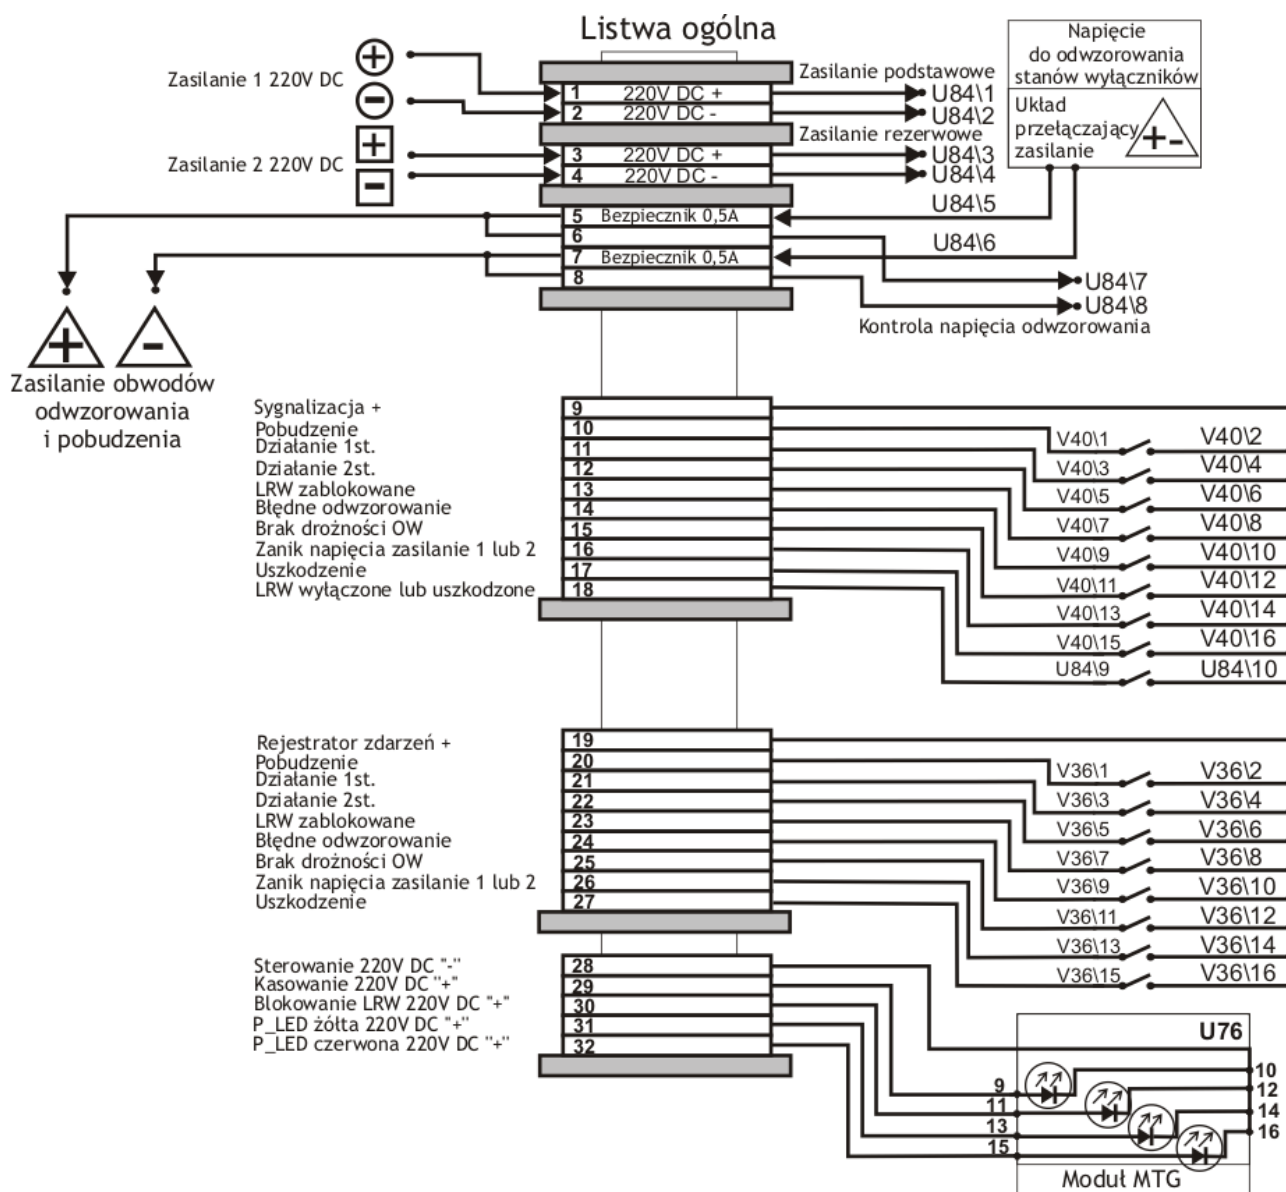 Listwa ogólna
Zasilanie 1 220V DC
Zasilanie 2 220V DC
1 220V DC +
2 220V DC -
3 220V DC +
4 220V DC -
5 Bezpiecznik 0,5A
6
7 Bezpiecznik 0,5A
8
Zasilanie podstawowe
U84\1
U84\2
Zasilanie rezerwowe
U84\3
U84\4
U84\5
U84\6
U84\7
U84\8
Kontrola napięcia odwzorowania
Napięcie
do odwzorowania
stanów wyłączników
Układ
przełączający
zasilanie
+ -
+
-
Zasilanie obwodów
odwzorowania
i pobudzenia
Sygnalizacja + 9
Pobudzenie 10 V40\1 V40\2
Działanie 1st. 11 V40\3 V40\4
Działanie 2st. 12 V40\5 V40\6
LRW zablokowane 13 V40\7 V40\8
Błędne odwzorowanie 14 V40\9 V40\10
Brak drożności OW 15 V40\11 V40\12
Zanik napięcia zasilanie 1 lub 2 16 V40\13 V40\14
Uszkodzenie 17 V40\15 V40\16
LRW wyłączone lub uszkodzone 18 U84\9 U84\10
Rejestrator zdarzeń + 19
Pobudzenie 20 V36\1 V36\2
Działanie 1st. 21 V36\3 V36\4
Działanie 2st. 22 V36\5 V36\6
LRW zablokowane 23 V36\7 V36\8
Błędne odwzorowanie 24 V36\9 V36\10
Brak drożności OW 25 V36\11 V36\12
Zanik napięcia zasilanie 1 lub 2 26 V36\13 V36\14
Uszkodzenie 27 V36\15 V36\16
Sterowanie 220V DC "-" 28
Kasowanie 220V DC "+" 29
Blokowanie LRW 220V DC "+" 30
P_LED żółta 220V DC "+" 31
P_LED czerwona 220V DC "+" 32
U76
9 10
11 12
13 14
15 16
Moduł MTG